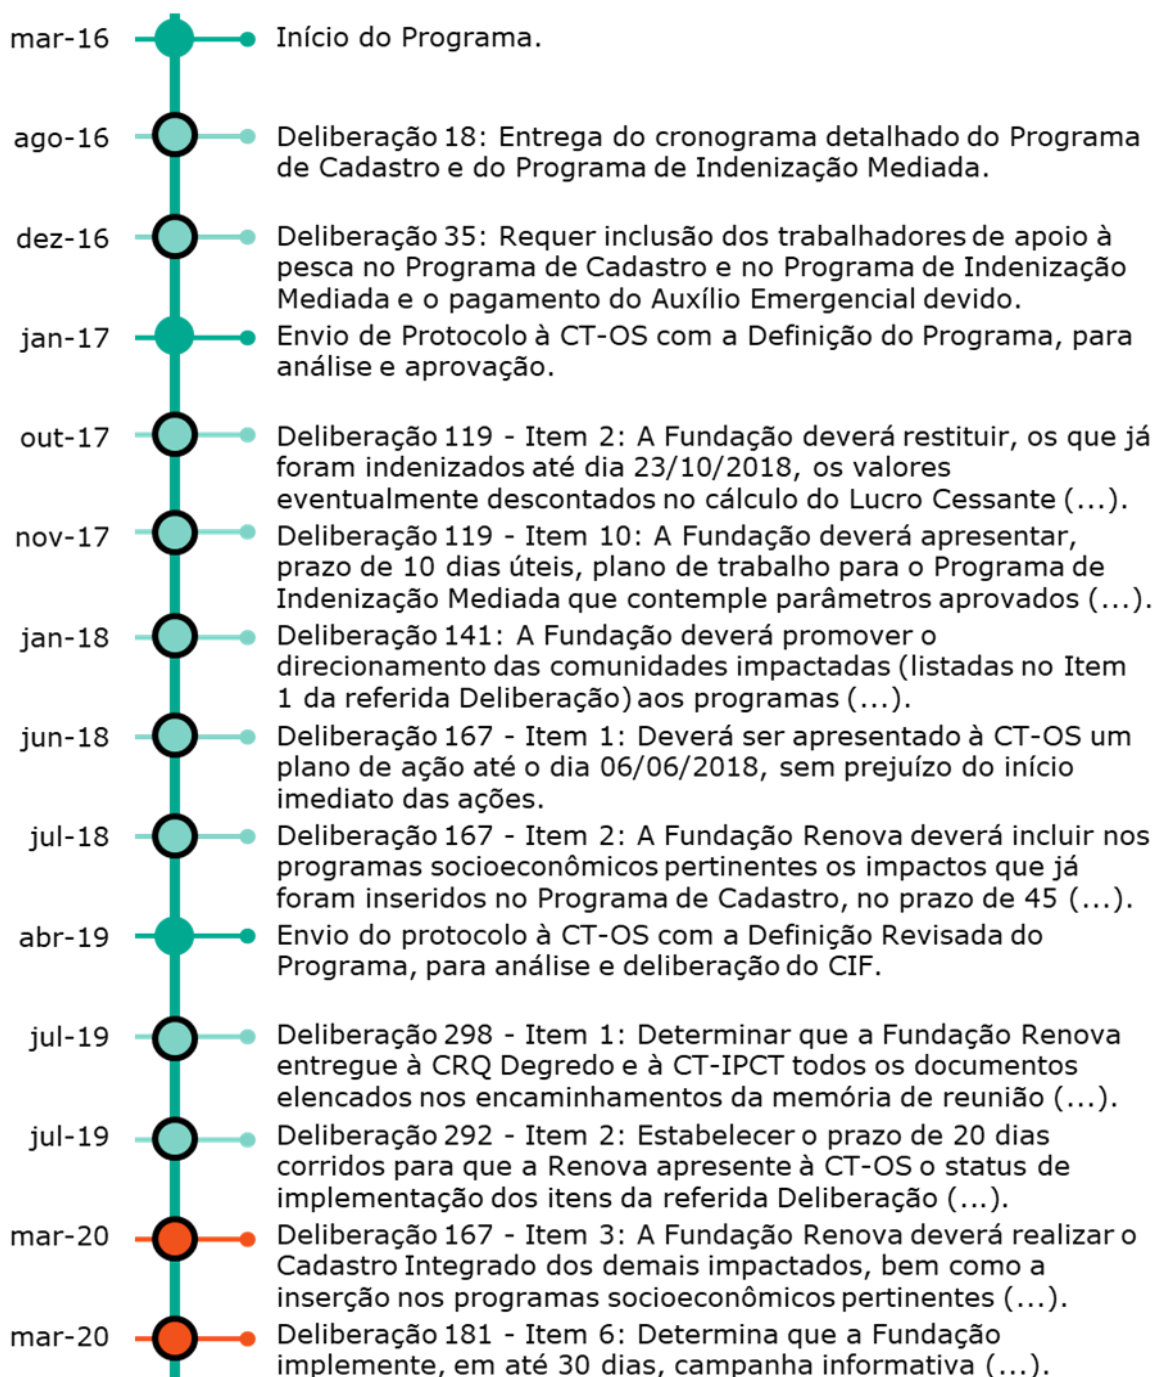 mar-16 Início do Programa.
ago-16 Deliberação 18: Entrega do cronograma detalhado do Programa
de Cadastro e do Programa de Indenização Mediada.
dez-16 Deliberação 35: Requer inclusão dos trabalhadores de apoio à
pesca no Programa de Cadastro e no Programa de Indenização
Mediada e o pagamento do Auxílio Emergencial devido.
jan-17 Envio de Protocolo à CT-OS com a Definição do Programa, para
análise e aprovação.
out-17 Deliberação 119 - Item 2: A Fundação deverá restituir, os que já
foram indenizados até dia 23/10/2018, os valores
eventualmente descontados no cálculo do Lucro Cessante (...).
nov-17 Deliberação 119 - Item 10: A Fundação deverá apresentar,
prazo de 10 dias úteis, plano de trabalho para o Programa de
Indenização Mediada que contemple parâmetros aprovados (...).
jan-18 Deliberação 141: A Fundação deverá promover o
direcionamento das comunidades impactadas (listadas no Item
1 da referida Deliberação) aos programas (...).
jun-18 Deliberação 167 - Item 1: Deverá ser apresentado à CT-OS um
plano de ação até o dia 06/06/2018, sem prejuízo do início
imediato das ações.
jul-18 Deliberação 167 - Item 2: A Fundação Renova deverá incluir nos
programas socioeconômicos pertinentes os impactos que já
foram inseridos no Programa de Cadastro, no prazo de 45 (...).
abr-19 Envio do protocolo à CT-OS com a Definição Revisada do
Programa, para análise e deliberação do CIF.
jul-19 Deliberação 298 - Item 1: Determinar que a Fundação Renova
entregue à CRQ Degredo e à CT-IPCT todos os documentos
elencados nos encaminhamentos da memória de reunião (...).
jul-19 Deliberação 292 - Item 2: Estabelecer o prazo de 20 dias
corridos para que a Renova apresente à CT-OS o status de
implementação dos itens da referida Deliberação (...).
mar-20 Deliberação 167 - Item 3: A Fundação Renova deverá realizar o
Cadastro Integrado dos demais impactados, bem como a
inserção nos programas socioeconômicos pertinentes (...).
mar-20 Deliberação 181 - Item 6: Determina que a Fundação
implemente, em até 30 dias, campanha informativa (...).